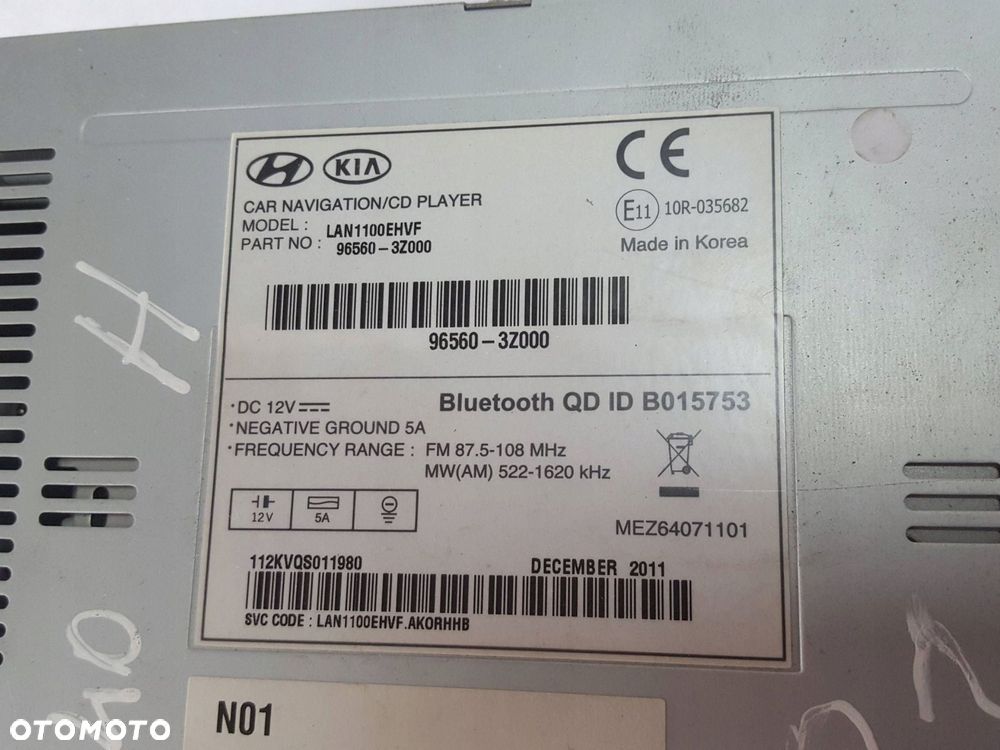 KIA
CE
CAR NAVIGATION/CD PLAYER
MODEL : LAN1100EHVF
PART NO : 96560-3Z000
E11 10R-035682
Made in Korea
96560-3Z000
Bluetooth QD ID B015753
·DC 12V
·NEGATIVE GROUND 5A
·FREQUENCY RANGE : FM 87.5-108 MHz
MW(AM) 522-1620 kHz
12V 5A
MEZ64071101
112KVQS011980 DECEMBER 2011
SVC CODE : LAN1100EHVF.AKORHHB
N01
H
OTOMOTO